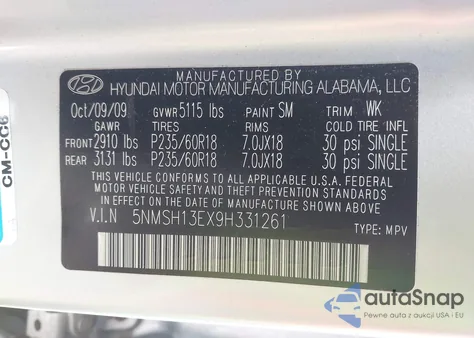 MANUFACTURED BY
HYUNDAI MOTOR MANUFACTURING ALABAMA, LLC
Oct/09/09 GVWR 5115 lbs PAINT SM TRIM WK
GAWR TIRES RIMS COLD TIRE INFL
FRONT 2910 lbs P235/60R18 7.0JX18 30 psi SINGLE
REAR 3131 lbs P235/60R18 7.0JX18 30 psi SINGLE
THIS VEHICLE CONFORMS TO ALL APPLICABLE U.S.A. FEDERAL
MOTOR VEHICLE SAFETY AND THEFT PREVENTION STANDARDS IN
EFFECT ON THE DATE OF MANUFACTURE SHOWN ABOVE.
V.I.N 5NMSH13EX9H331261
TYPE: MPV
CM-CC6
autoSnap
Pewne auto z aukcji USA i EU